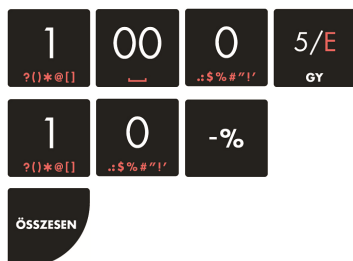 1 00 0 5/E
?()*@[] ⎵ .:$%#"!' GY
1 0 -%
?()*@[] .:$%#"!'
ÖSSZESEN